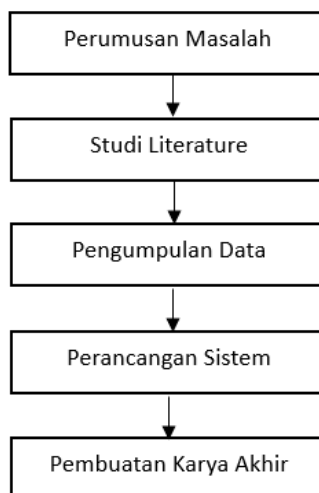 Perumusan Masalah
Studi Literature
Pengumpulan Data
Perancangan Sistem
Pembuatan Karya Akhir